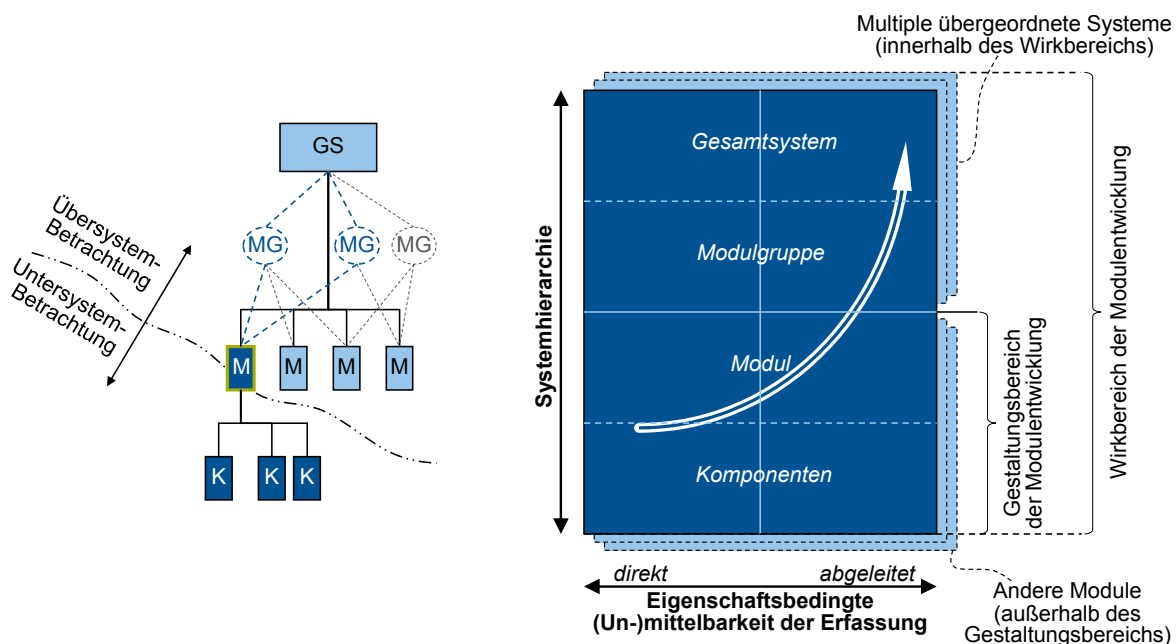 GS
MG
MG
MG
Übersystem-
Betrachtung
Untersystem-
Betrachtung
M
M
M
M
K
K
K
Multiple übergeordnete Systeme
(innerhalb des Wirkbereichs)
Systemhierarchie
Gesamtsystem
Modulgruppe
Modul
Komponenten
Gestaltungsbereich
der Modulentwicklung
Wirkbereich der Modulentwicklung
direkt
abgeleitet
Eigenschaftsbedingte
(Un-)mittelbarkeit der Erfassung
Andere Module
(außerhalb des
Gestaltungsbereichs)